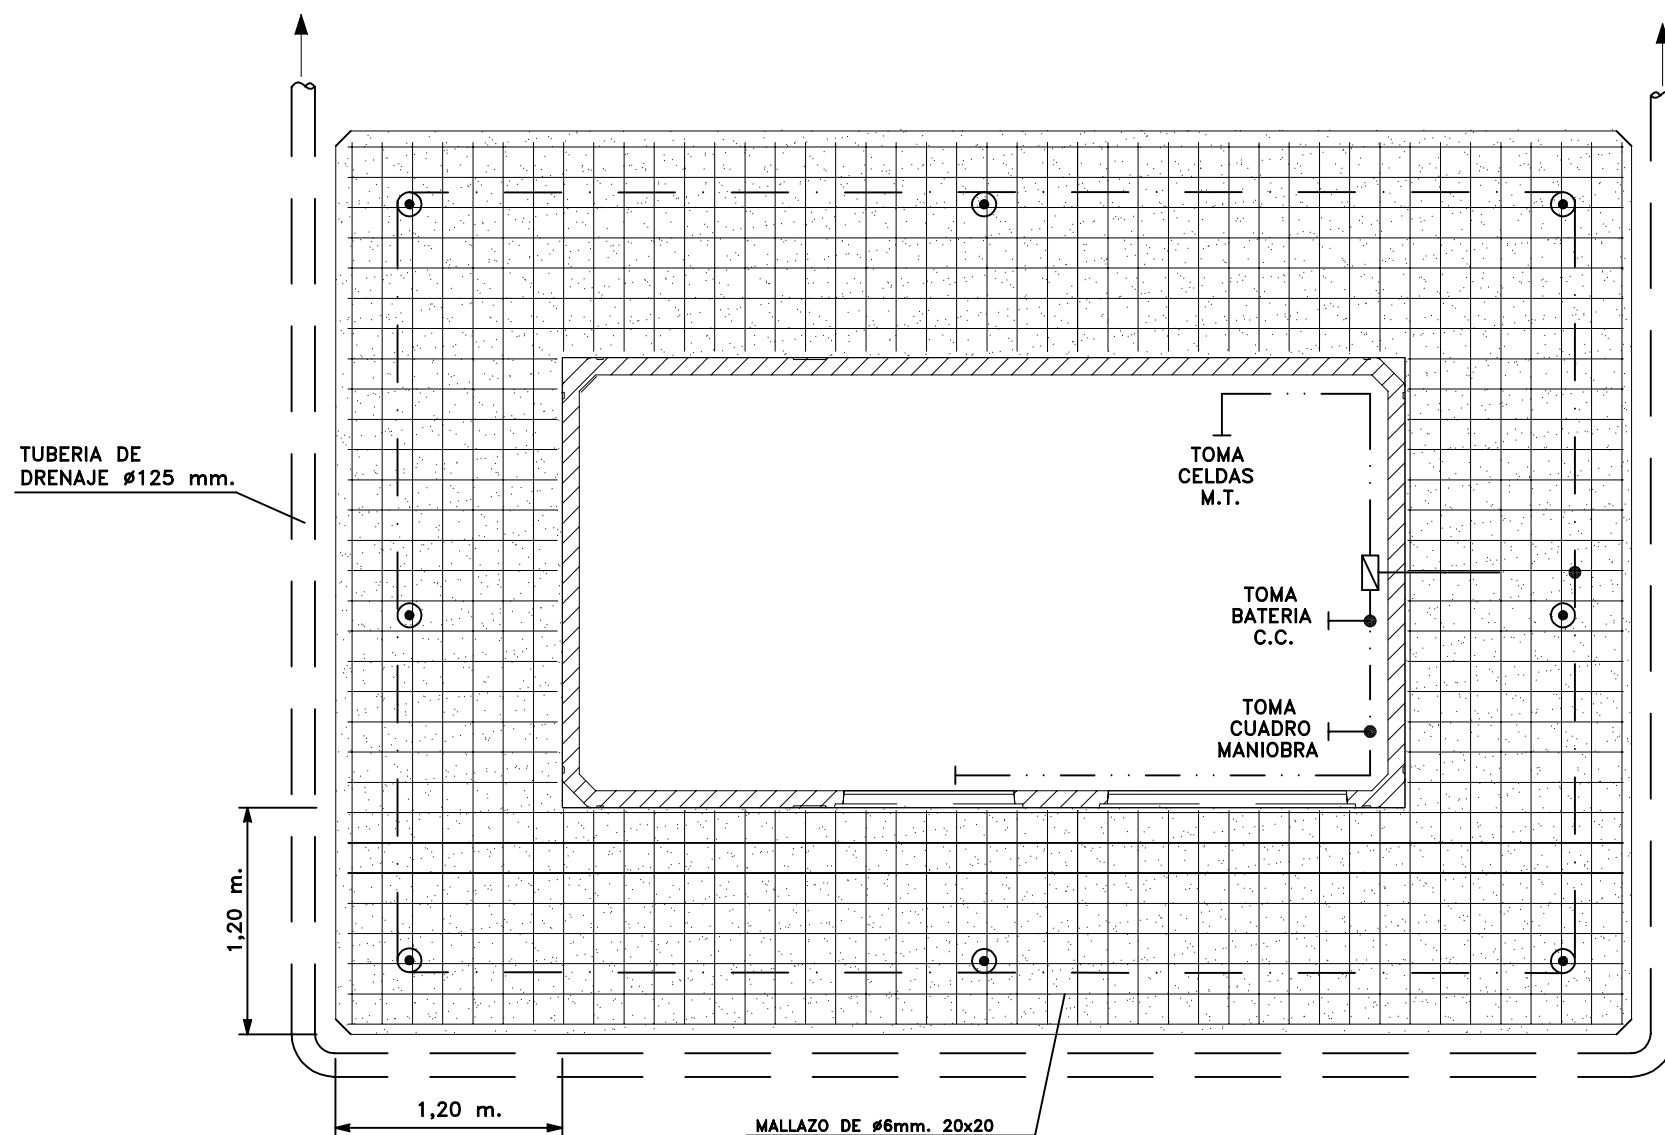 TUBERIA DE
DRENAJE ø125 mm.
TOMA
CELDAS
M.T.
TOMA
BATERIA
C.C.
TOMA
CUADRO
MANIOBRA
1,20 m.
1,20 m.
MALLAZO DE ø6mm. 20x20